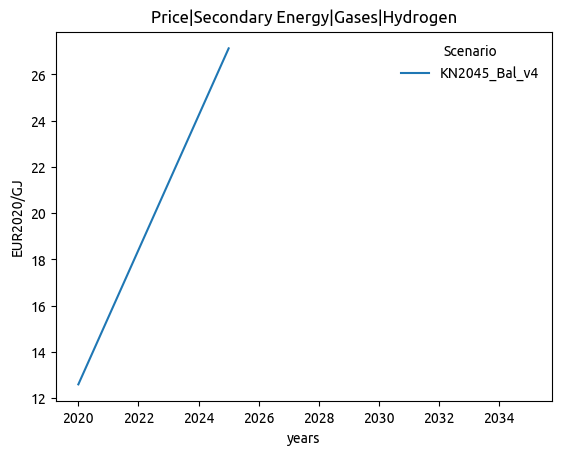 Price|Secondary Energy|Gases|Hydrogen
Scenario
KN2045_Bal_v4
26
24
22
20
18
16
14
12
EUR2020/GJ
2020 2022 2024 2026 2028 2030 2032 2034
years